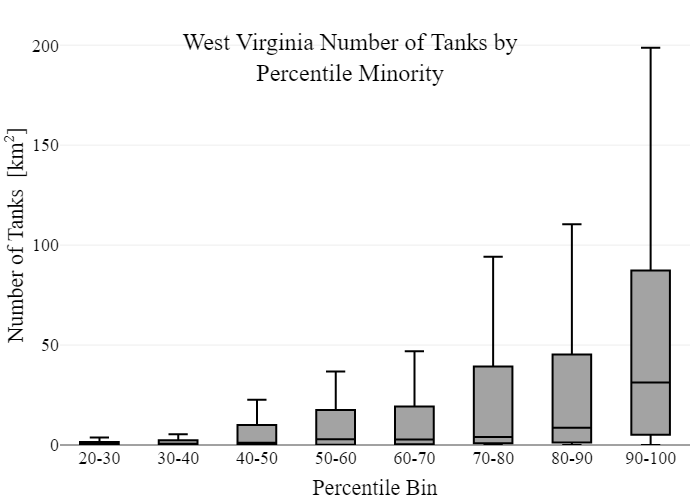 West Virginia Number of Tanks by
Percentile Minority
Number of Tanks [km²]
200
150
100
50
0
20-30 30-40 40-50 50-60 60-70 70-80 80-90 90-100
Percentile Bin